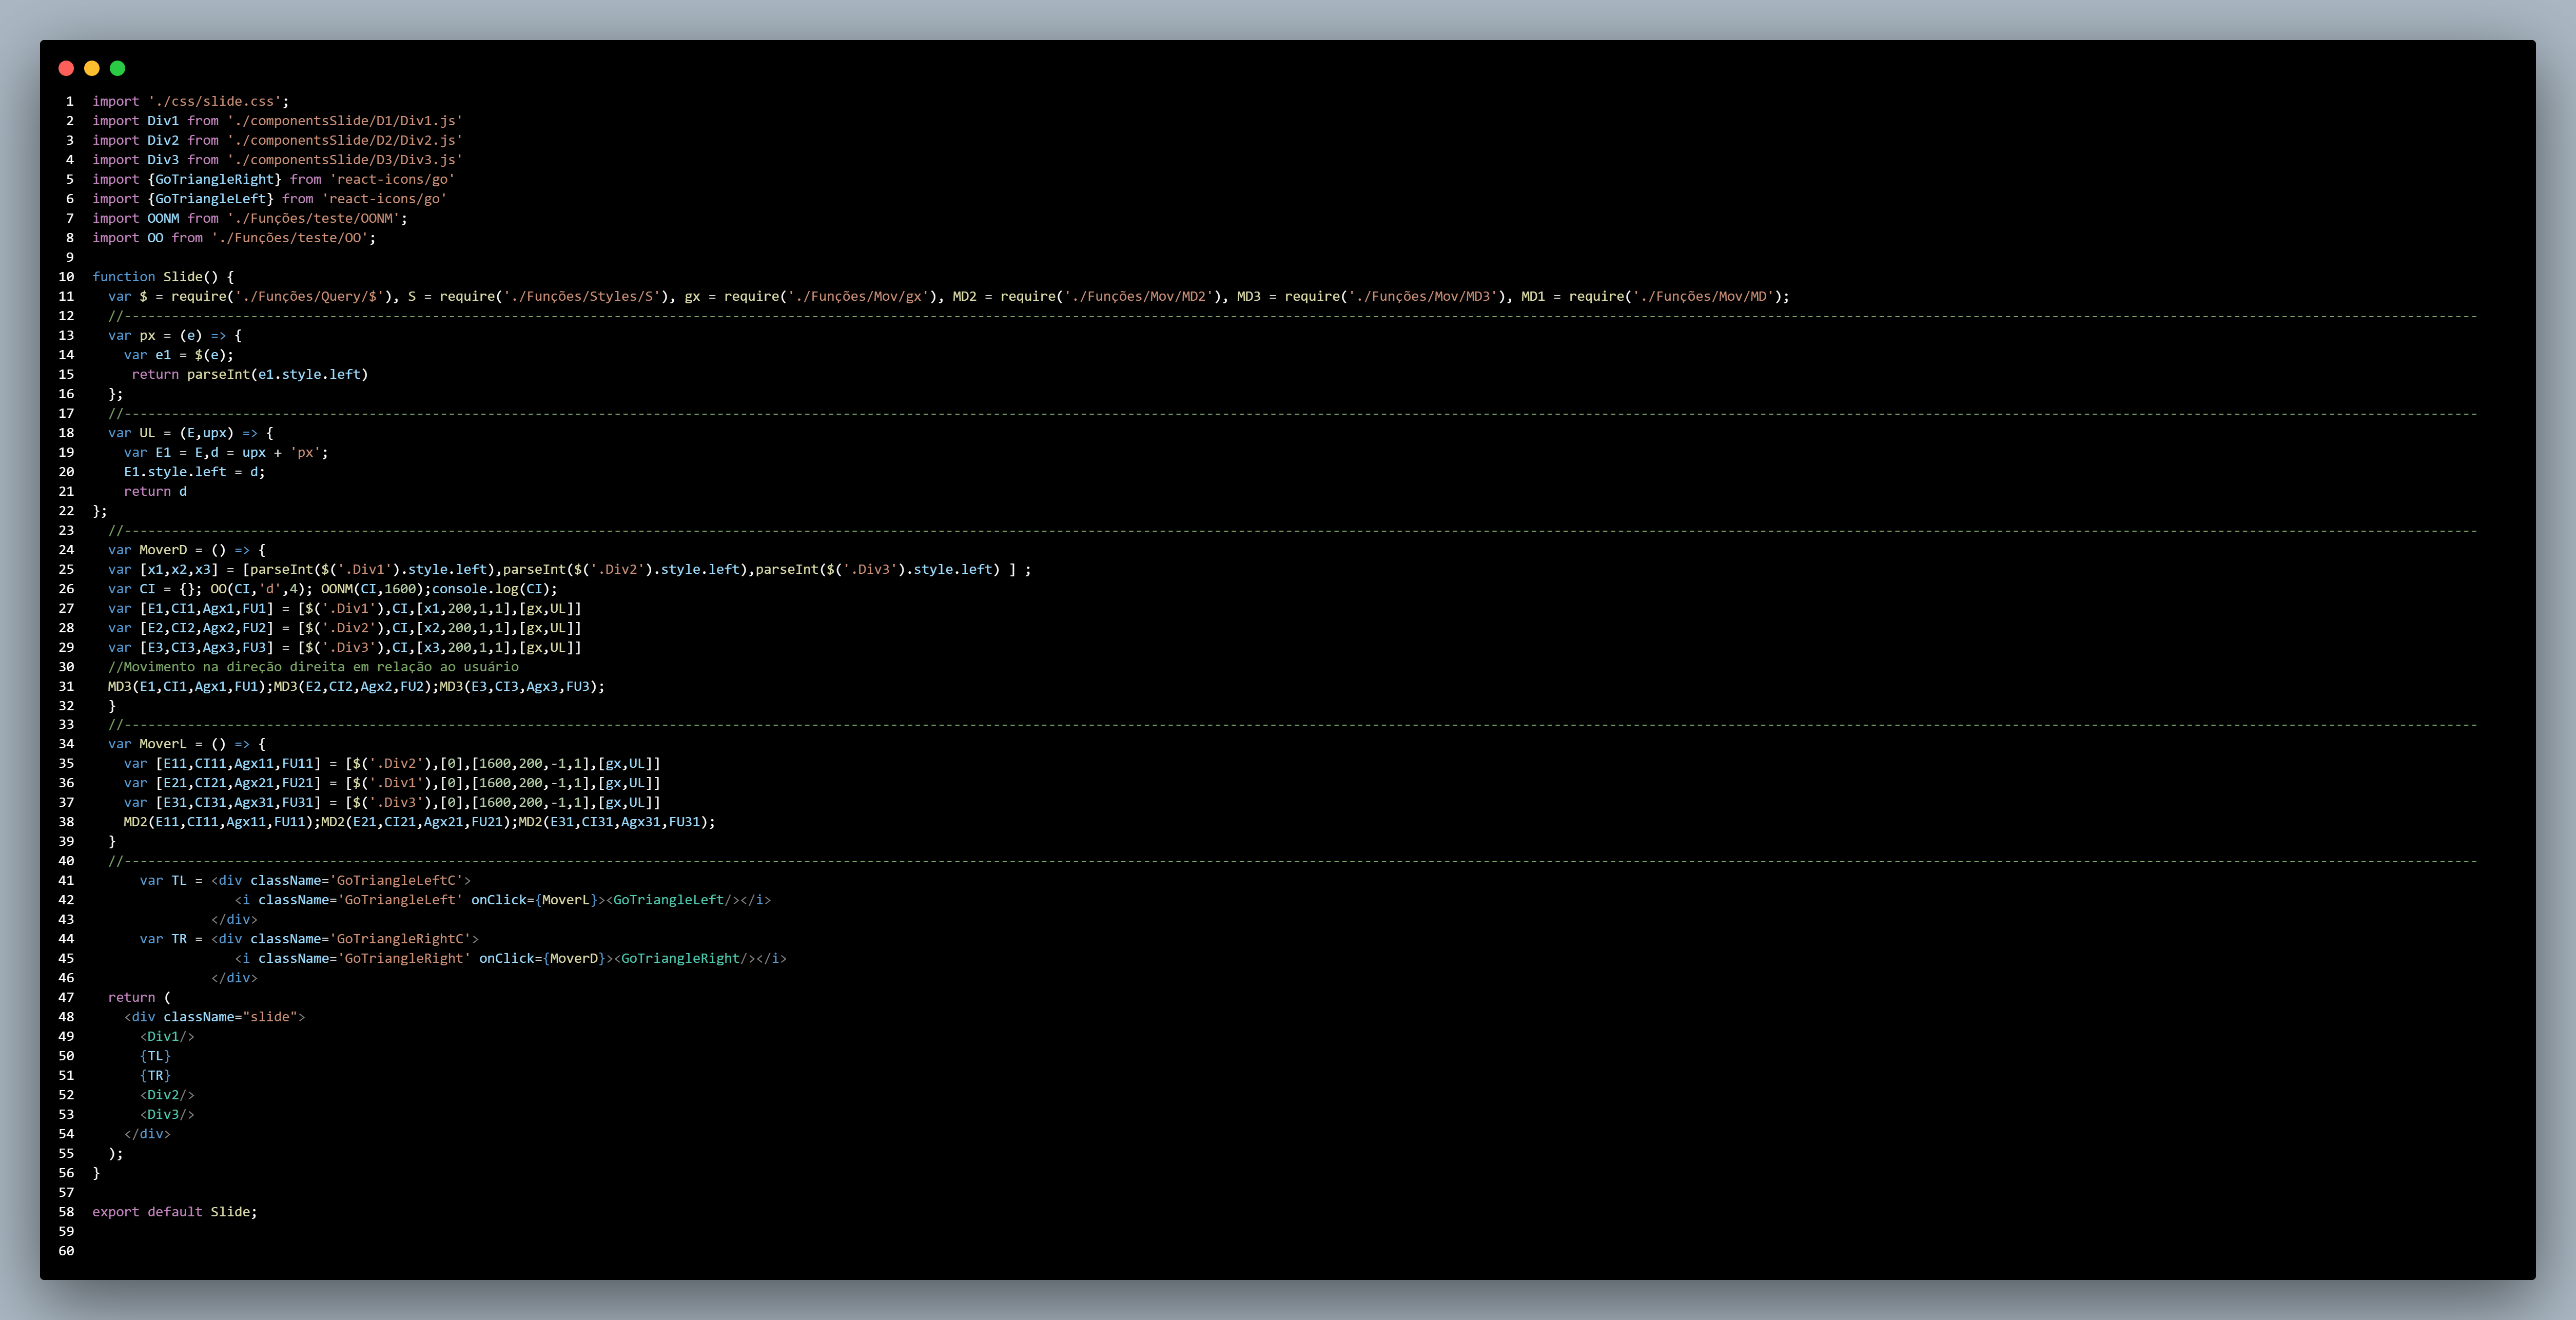 1 import './css/slide.css';
2 import Div1 from './componentsSlide/D1/Div1.js'
3 import Div2 from './componentsSlide/D2/Div2.js'
4 import Div3 from './componentsSlide/D3/Div3.js'
5 import {GoTriangleRight} from 'react-icons/go'
6 import {GoTriangleLeft} from 'react-icons/go'
7 import OONM from './Funções/teste/OONM';
8 import OO from './Funções/teste/OO';
9
10 function Slide() {
11 var $ = require('./Funções/Query/$'), S = require('./Funções/Styles/S'), gx = require('./Funções/Mov/gx'), MD2 = require('./Funções/Mov/MD2'), MD3 = require('./Funções/Mov/MD3'), MD1 = require('./Funções/Mov/MD');
12 //--------------------------------------------------
13 var px = (e) => {
14 var e1 = $(e);
15 return parseInt(e1.style.left)
16 };
17 //--------------------------------------------------
18 var UL = (E,upx) => {
19 var E1 = E,d = upx + 'px';
20 E1.style.left = d;
21 return d
22 };
23 //--------------------------------------------------
24 var MoverD = () => {
25 var [x1,x2,x3] = [parseInt($('.Div1').style.left),parseInt($('.Div2').style.left),parseInt($('.Div3').style.left) ] ;
26 var CI = {}; OO(CI,'d',4); OONM(CI,1600);console.log(CI);
27 var [E1,CI1,Agx1,FU1] = [$('.Div1'),CI,[x1,200,1,1],[gx,UL]]
28 var [E2,CI2,Agx2,FU2] = [$('.Div2'),CI,[x2,200,1,1],[gx,UL]]
29 var [E3,CI3,Agx3,FU3] = [$('.Div3'),CI,[x3,200,1,1],[gx,UL]]
30 //Movimento na direção direita em relação ao usuário
31 MD3(E1,CI1,Agx1,FU1);MD3(E2,CI2,Agx2,FU2);MD3(E3,CI3,Agx3,FU3);
32 }
33 //--------------------------------------------------
34 var MoverL = () => {
35 var [E11,CI11,Agx11,FU11] = [$('.Div2'),[0],[1600,200,-1,1],[gx,UL]]
36 var [E21,CI21,Agx21,FU21] = [$('.Div1'),[0],[1600,200,-1,1],[gx,UL]]
37 var [E31,CI31,Agx31,FU31] = [$('.Div3'),[0],[1600,200,-1,1],[gx,UL]]
38 MD2(E11,CI11,Agx11,FU11);MD2(E21,CI21,Agx21,FU21);MD2(E31,CI31,Agx31,FU31);
39 }
40 //--------------------------------------------------
41 var TL = <div className='GoTriangleLeftC'>
42 <i className='GoTriangleLeft' onClick={MoverL}><GoTriangleLeft/></i>
43 </div>
44 var TR = <div className='GoTriangleRightC'>
45 <i className='GoTriangleRight' onClick={MoverD}><GoTriangleRight/></i>
46 </div>
47 return (
48 <div className="slide">
49 <Div1/>
50 {TL}
51 {TR}
52 <Div2/>
53 <Div3/>
54 </div>
55 );
56 }
57
58 export default Slide;
59
60